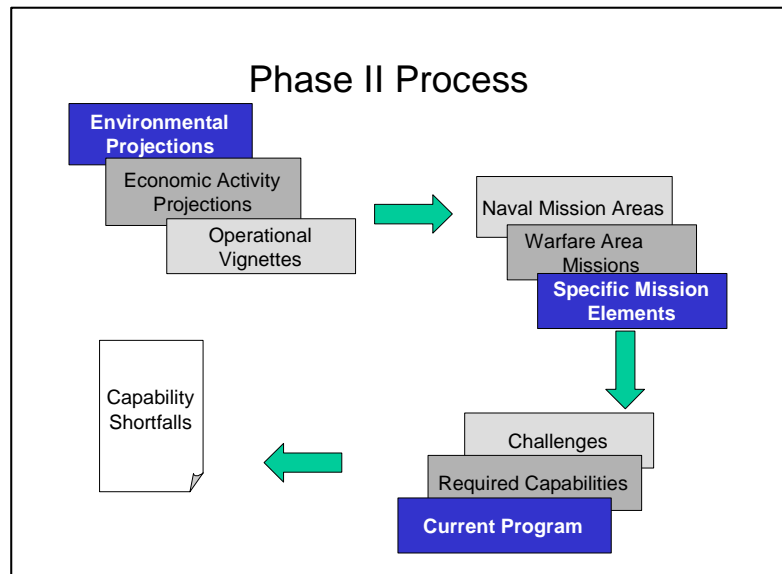 Phase II Process
Environmental
Projections
Economic Activity
Projections
Operational
Vignettes
Naval Mission Areas
Warfare Area
Missions
Specific Mission
Elements
Challenges
Required Capabilities
Current Program
Capability
Shortfalls